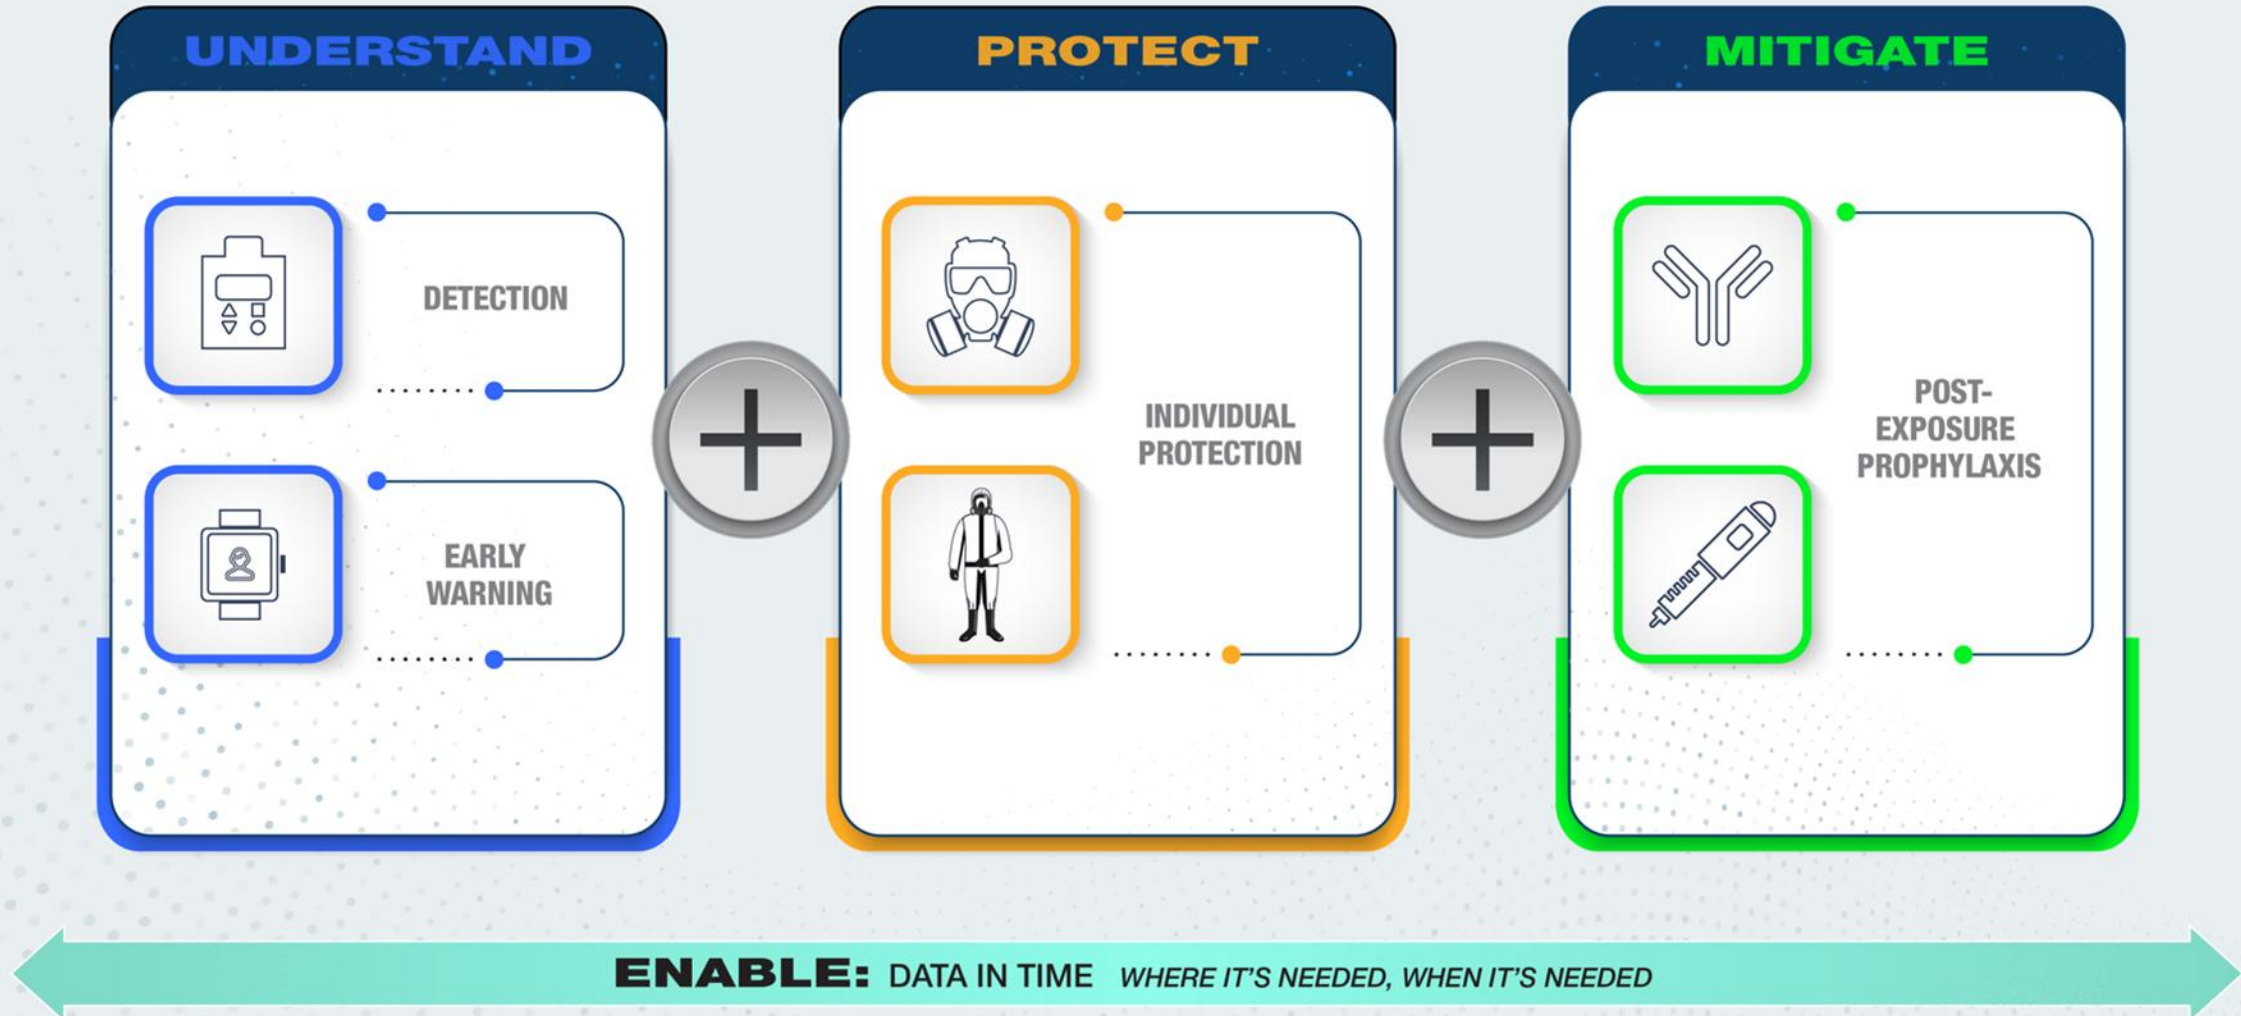 UNDERSTAND
DETECTION
EARLY
WARNING
PROTECT
INDIVIDUAL
PROTECTION
MITIGATE
POST-
EXPOSURE
PROPHYLAXIS
ENABLE: DATA IN TIME WHERE IT'S NEEDED, WHEN IT'S NEEDED